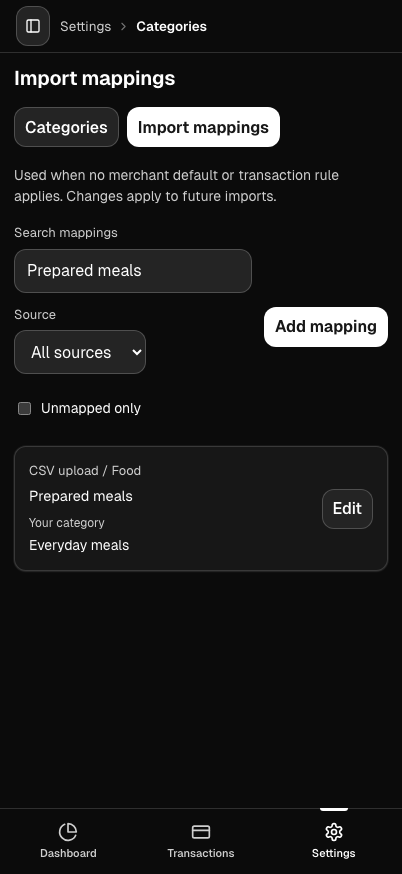 Settings > Categories
Import mappings
Categories Import mappings
Used when no merchant default or transaction rule
applies. Changes apply to future imports.
Search mappings
Prepared meals
Source
All sources
Add mapping
Unmapped only
CSV upload / Food
Prepared meals
Your category
Everyday meals
Edit
Dashboard Transactions Settings